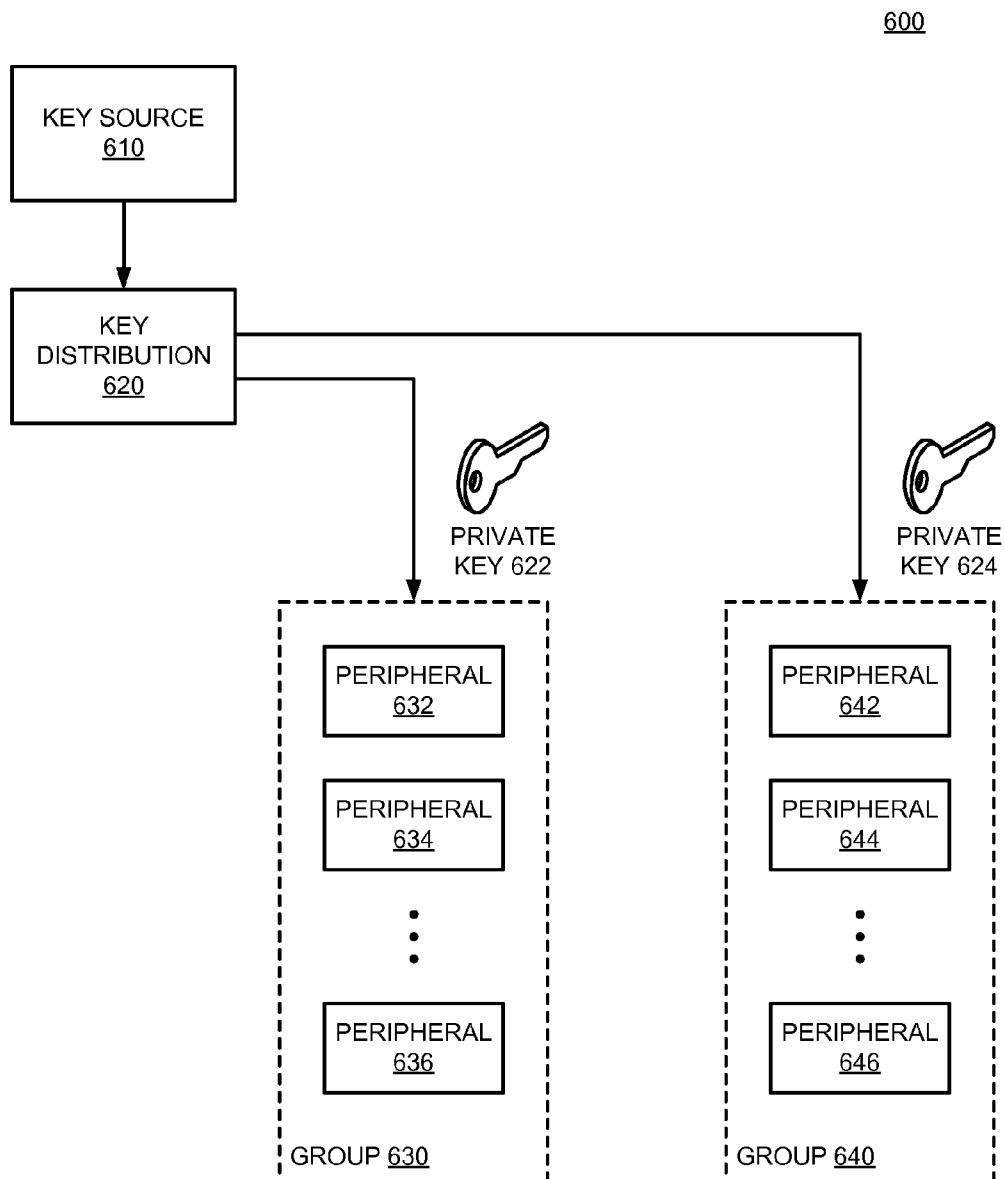 600
KEY SOURCE
610
KEY
DISTRIBUTION
620
PRIVATE
KEY 622
PRIVATE
KEY 624
PERIPHERAL
632
PERIPHERAL
642
PERIPHERAL
634
PERIPHERAL
644
PERIPHERAL
636
PERIPHERAL
646
GROUP 630
GROUP 640